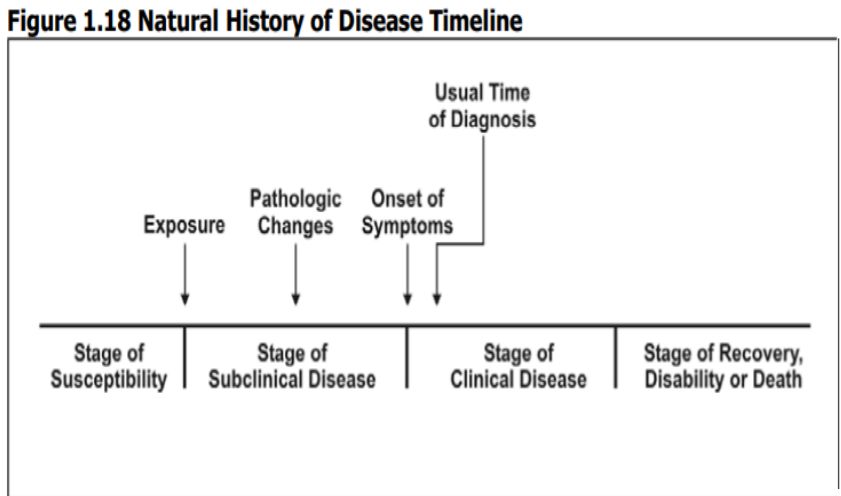 Figure 1.18 Natural History of Disease Timeline
Usual Time
of Diagnosis
Pathologic
Changes
Onset of
Symptoms
Exposure
Stage of
Susceptibility
Stage of
Subclinical Disease
Stage of
Clinical Disease
Stage of Recovery,
Disability or Death